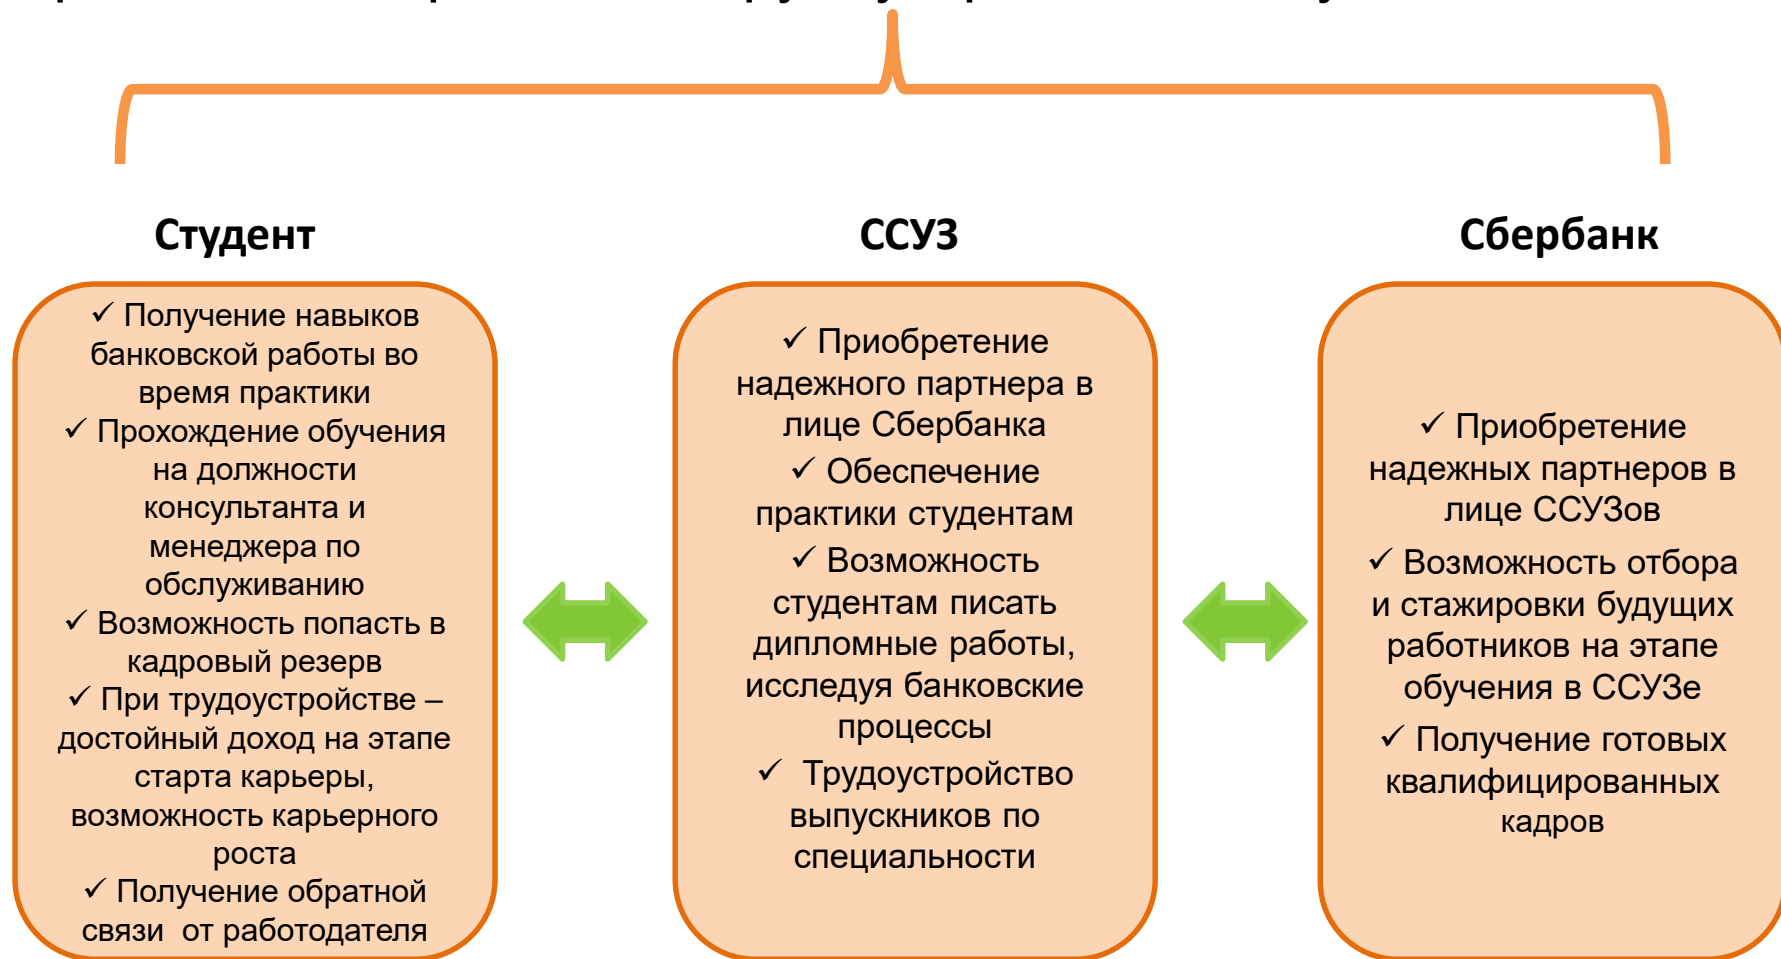 Студент
✓ Получение навыков
банковской работы во
время практики
✓ Прохождение обучения
на должности
консультанта и
менеджера по
обслуживанию
✓ Возможность попасть в
кадровый резерв
✓ При трудоустройстве –
достойный доход на этапе
старта карьеры,
возможность карьерного
роста
✓ Получение обратной
связи от работодателя
ССУЗ
✓ Приобретение
надежного партнера в
лице Сбербанка
✓ Обеспечение
практики студентам
✓ Возможность
студентам писать
дипломные работы,
исследуя банковские
процессы
✓ Трудоустройство
выпускников по
специальности
Сбербанк
✓ Приобретение
надежных партнеров в
лице ССУЗов
✓ Возможность отбора
и стажировки будущих
работников на этапе
обучения в ССУЗе
✓ Получение готовых
квалифицированных
кадров